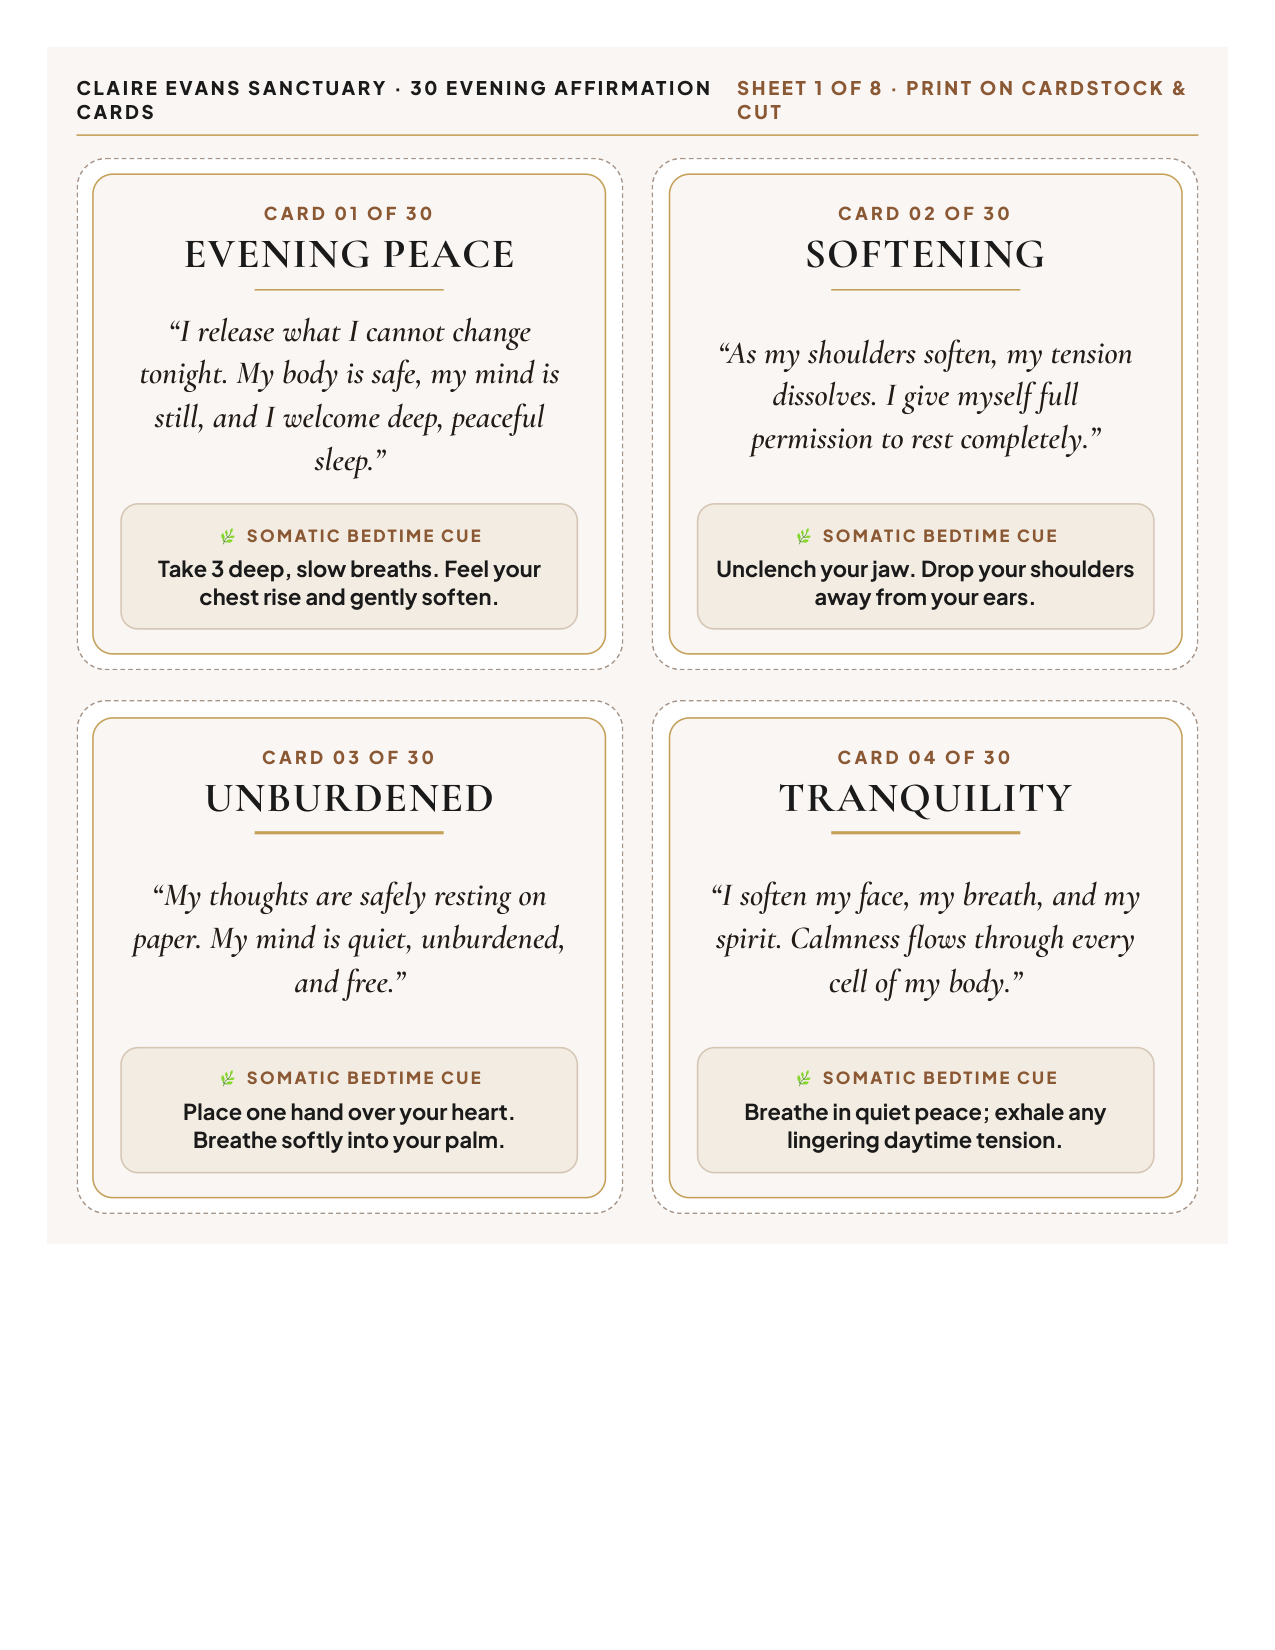 CLAIRE EVANS SANCTUARY · 30 EVENING AFFIRMATION
CARDS
SHEET 1 OF 8 · PRINT ON CARDSTOCK &
CUT
CARD 01 OF 30
EVENING PEACE
“I release what I cannot change
tonight. My body is safe, my mind is
still, and I welcome deep, peaceful
sleep.”
🌿 SOMATIC BEDTIME CUE
Take 3 deep, slow breaths. Feel your
chest rise and gently soften.
CARD 02 OF 30
SOFTENING
“As my shoulders soften, my tension
dissolves. I give myself full
permission to rest completely.”
🌿 SOMATIC BEDTIME CUE
Unclench your jaw. Drop your shoulders
away from your ears.
CARD 03 OF 30
UNBURDENED
“My thoughts are safely resting on
paper. My mind is quiet, unburdened,
and free.”
🌿 SOMATIC BEDTIME CUE
Place one hand over your heart.
Breathe softly into your palm.
CARD 04 OF 30
TRANQUILITY
“I soften my face, my breath, and my
spirit. Calmness flows through every
cell of my body.”
🌿 SOMATIC BEDTIME CUE
Breathe in quiet peace; exhale any
lingering daytime tension.